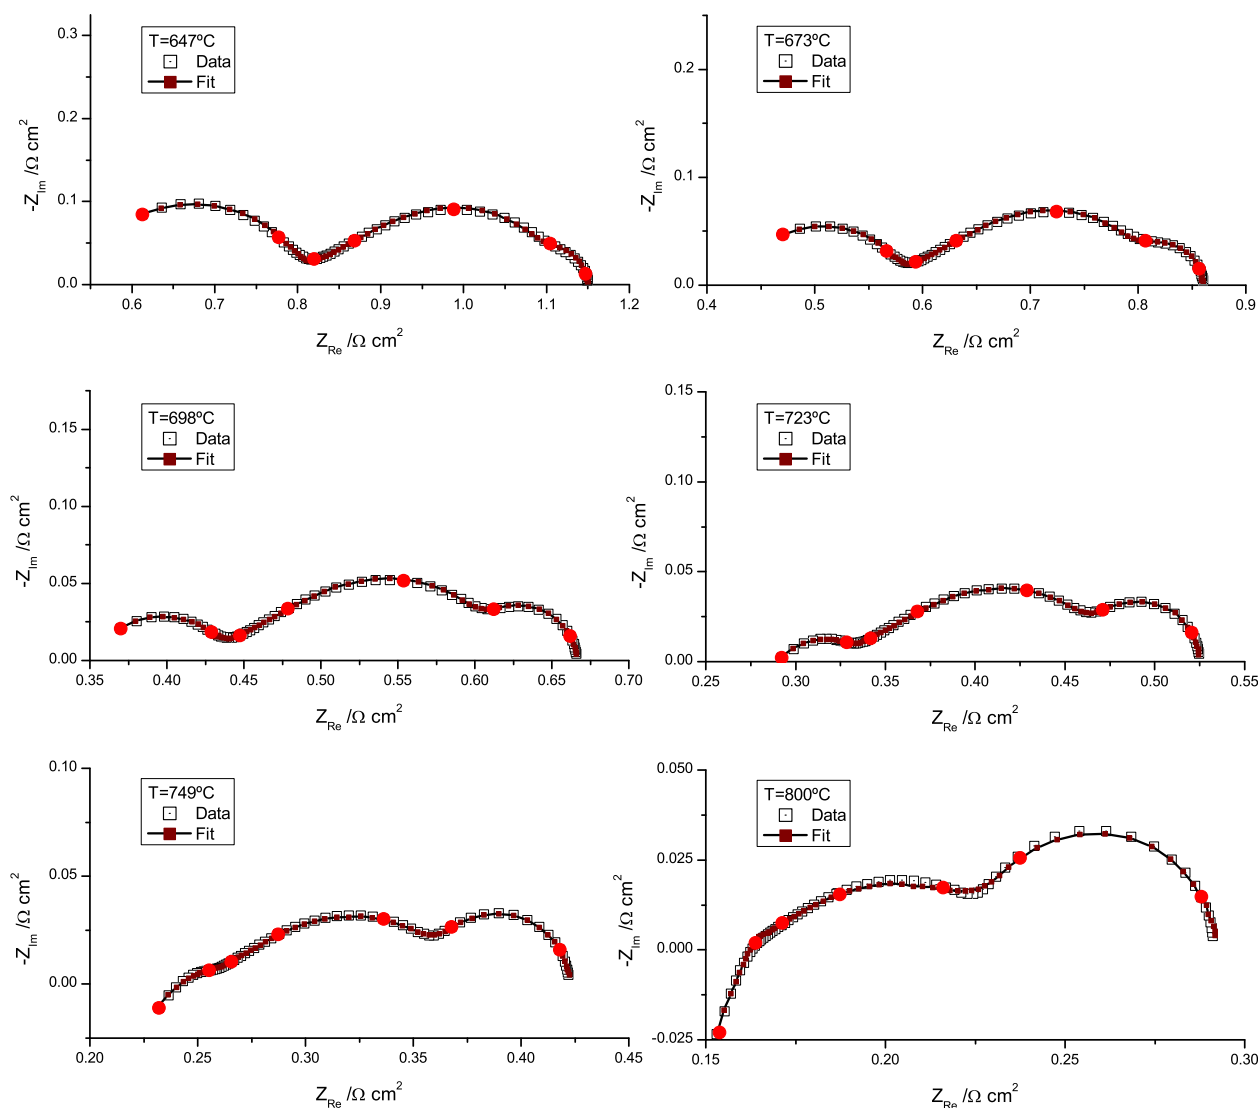 T=647ºC
Data
Fit
0.3
0.2
0.1
0.0
-Z_Im /Ω cm²
0.6 0.7 0.8 0.9 1.0 1.1 1.2
Z_Re /Ω cm²
T=673ºC
Data
Fit
0.2
0.1
0.0
-Z_Im /Ω cm²
0.4 0.5 0.6 0.7 0.8 0.9
Z_Re /Ω cm²
T=698ºC
Data
Fit
0.15
0.10
0.05
0.00
-Z_Im /Ω cm²
0.35 0.40 0.45 0.50 0.55 0.60 0.65 0.70
Z_Re /Ω cm²
T=723ºC
Data
Fit
0.15
0.10
0.05
0.00
-Z_Im /Ω cm²
0.25 0.30 0.35 0.40 0.45 0.50 0.55
Z_Re /Ω cm²
T=749ºC
Data
Fit
0.10
0.05
0.00
-Z_Im /Ω cm²
0.20 0.25 0.30 0.35 0.40 0.45
Z_Re /Ω cm²
T=800ºC
Data
Fit
0.050
0.025
0.000
-0.025
-Z_Im /Ω cm²
0.15 0.20 0.25 0.30
Z_Re /Ω cm²